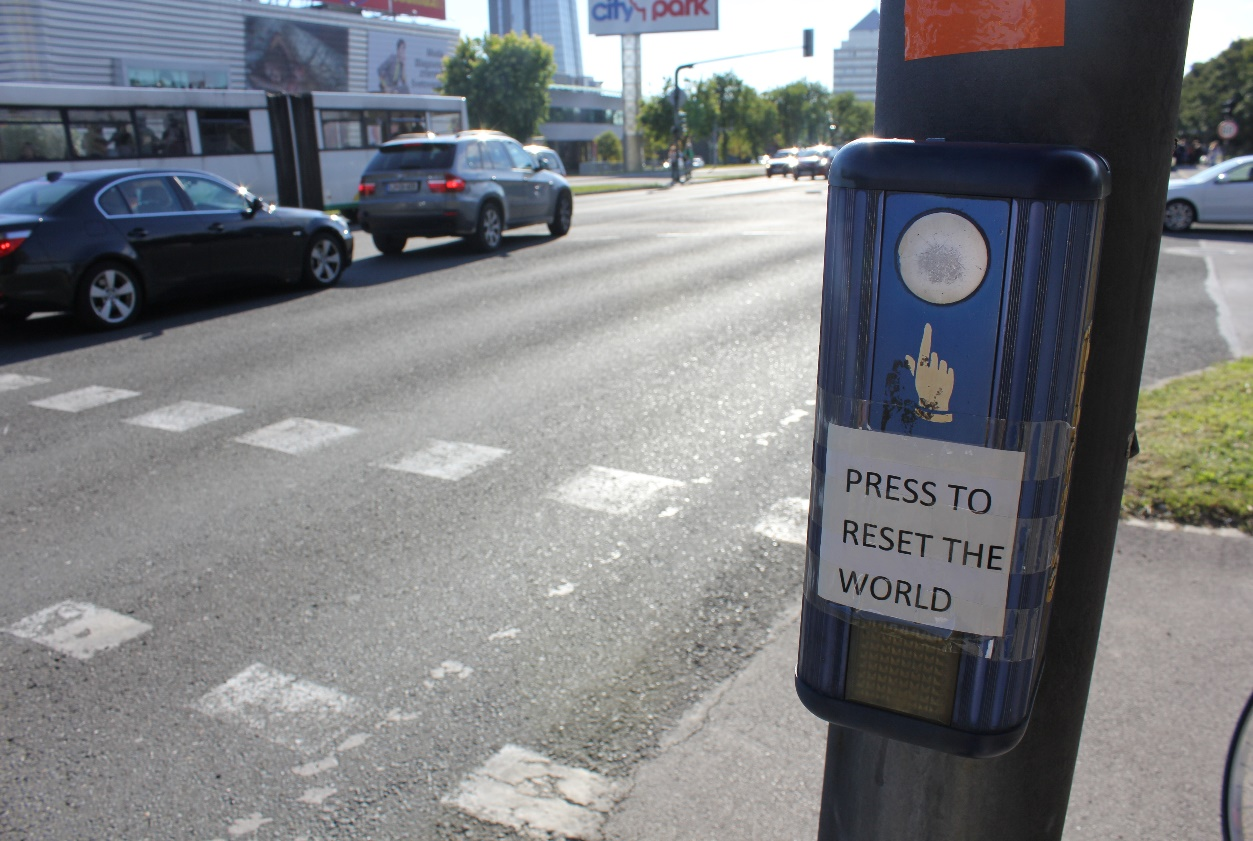 city park
PRESS TO
RESET THE
WORLD